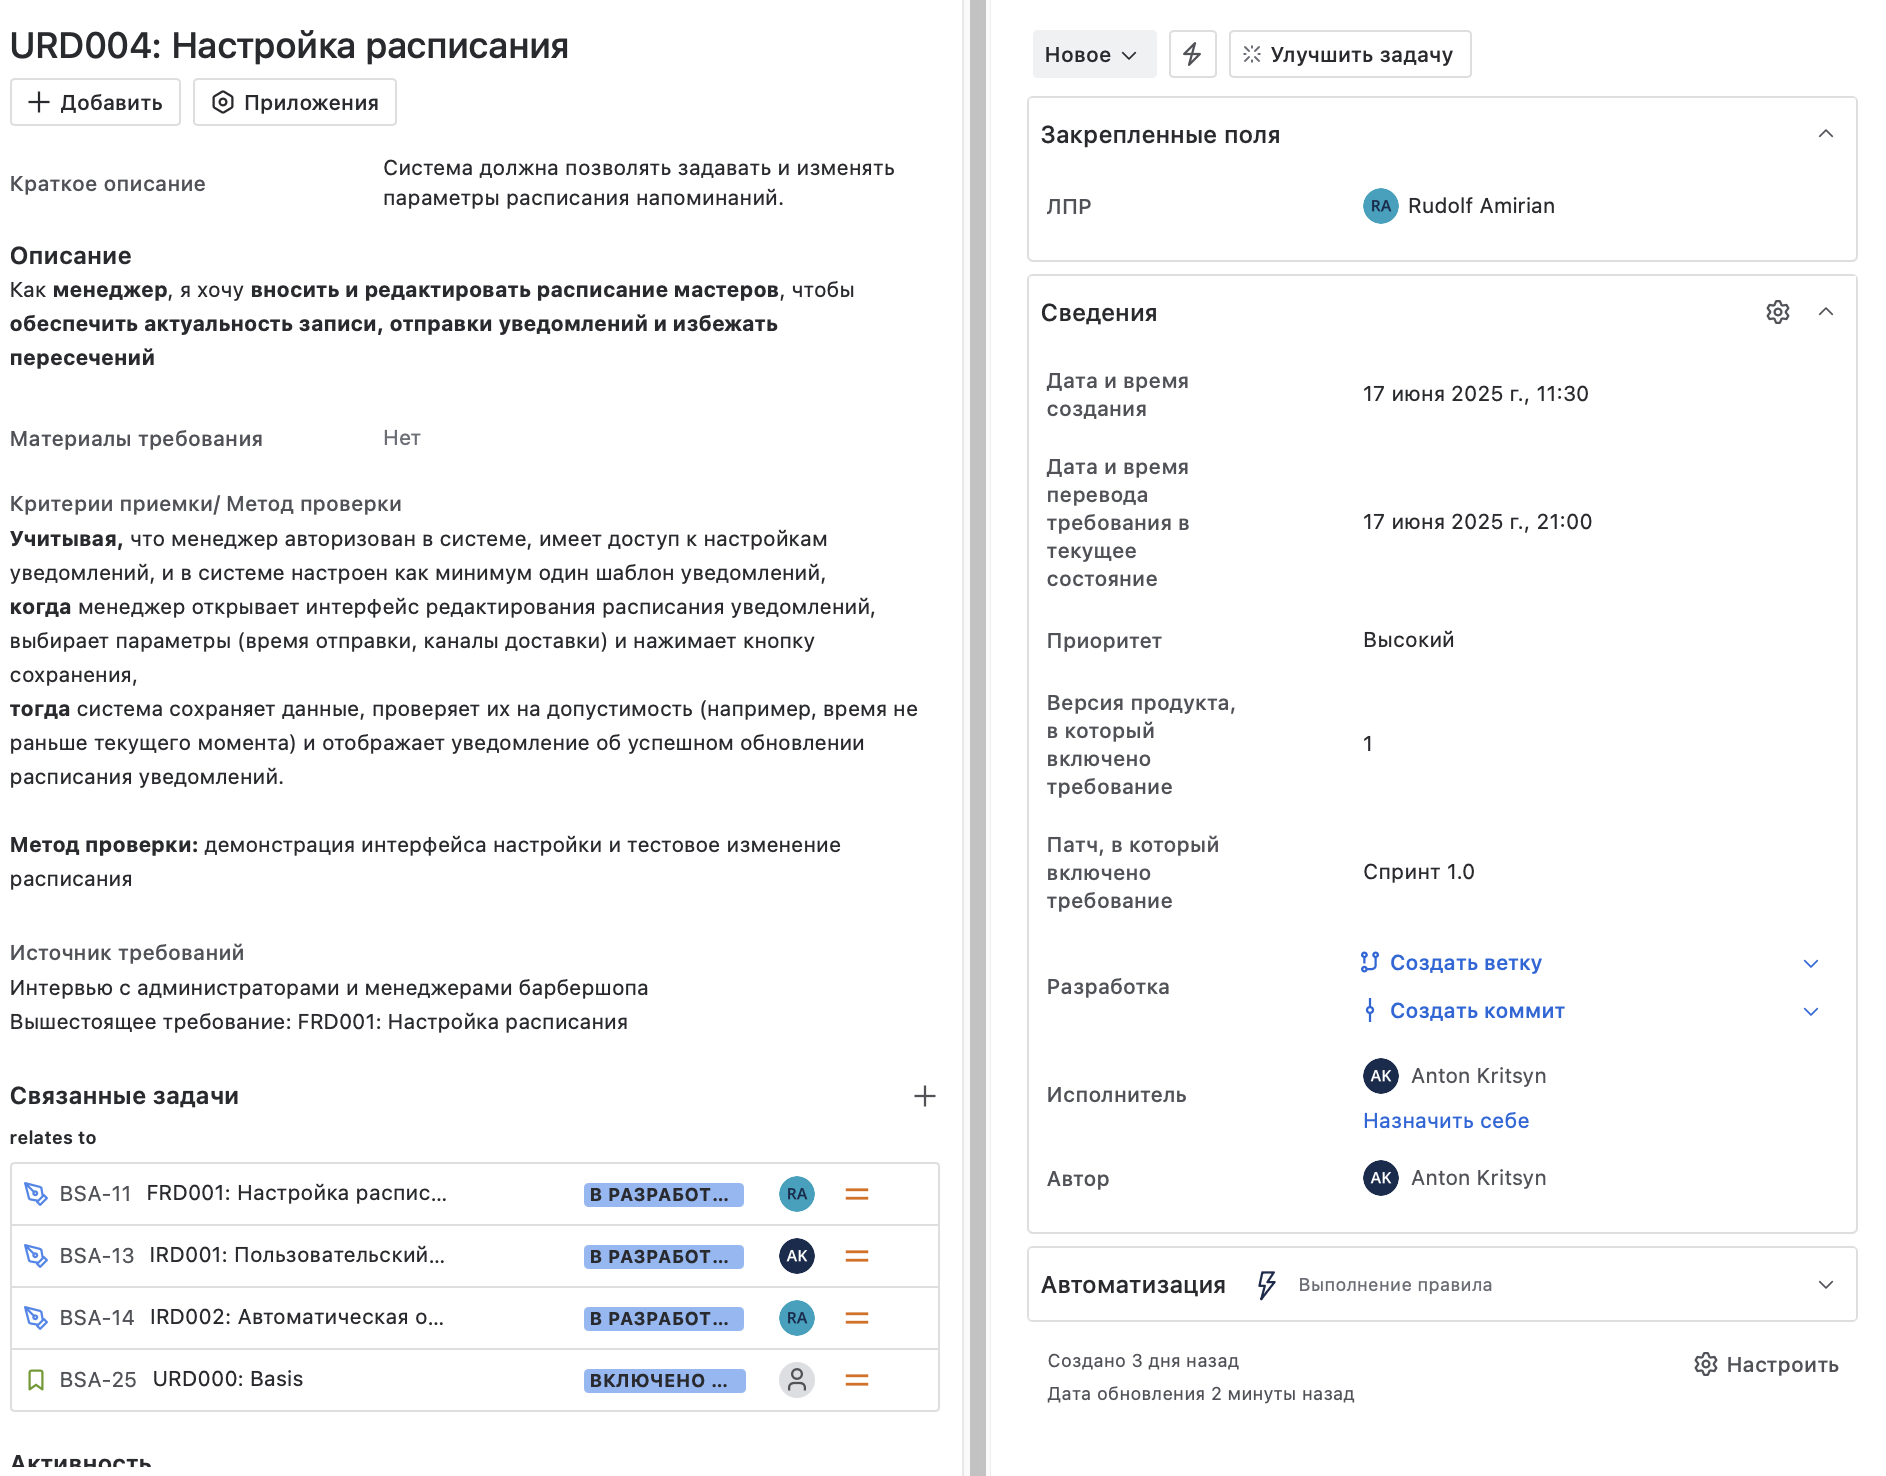 URD004: Настройка расписания
Добавить
Приложения
Краткое описание
Система должна позволять задавать и изменять
параметры расписания напоминаний.
Описание
Как менеджер, я хочу вносить и редактировать расписание мастеров, чтобы
обеспечить актуальность записи, отправки уведомлений и избежать
пересечений
Материалы требования
Нет
Критерии приемки/ Метод проверки
Учитывая, что менеджер авторизован в системе, имеет доступ к настройкам
уведомлений, и в системе настроен как минимум один шаблон уведомлений,
когда менеджер открывает интерфейс редактирования расписания уведомлений,
выбирает параметры (время отправки, каналы доставки) и нажимает кнопку
сохранения,
тогда система сохраняет данные, проверяет их на допустимость (например, время не
раньше текущего момента) и отображает уведомление об успешном обновлении
расписания уведомлений.
Метод проверки: демонстрация интерфейса настройки и тестовое изменение
расписания
Источник требований
Интервью с администраторами и менеджерами барбершопа
Вышестоящее требование: FRD001: Настройка расписания
Связанные задачи
relates to
BSA-11 FRD001: Настройка распис... В РАЗРАБОТ... RA
BSA-13 IRD001: Пользовательский... В РАЗРАБОТ... AK
BSA-14 IRD002: Автоматическая о... В РАЗРАБОТ... RA
BSA-25 URD000: Basis ВКЛЮЧЕНО ...
Активность
Новое
Улучшить задачу
Закрепленные поля
ЛПР
RA Rudolf Amirian
Сведения
Дата и время
создания
17 июня 2025 г., 11:30
Дата и время
перевода
требования в
текущее
состояние
17 июня 2025 г., 21:00
Приоритет
Высокий
Версия продукта,
в который
включено
требование
1
Патч, в который
включено
требование
Спринт 1.0
Разработка
Создать ветку
Создать коммит
Исполнитель
AK Anton Kritsyn
Назначить себе
Автор
AK Anton Kritsyn
Автоматизация
Выполнение правила
Создано 3 дня назад
Дата обновления 2 минуты назад
Настроить